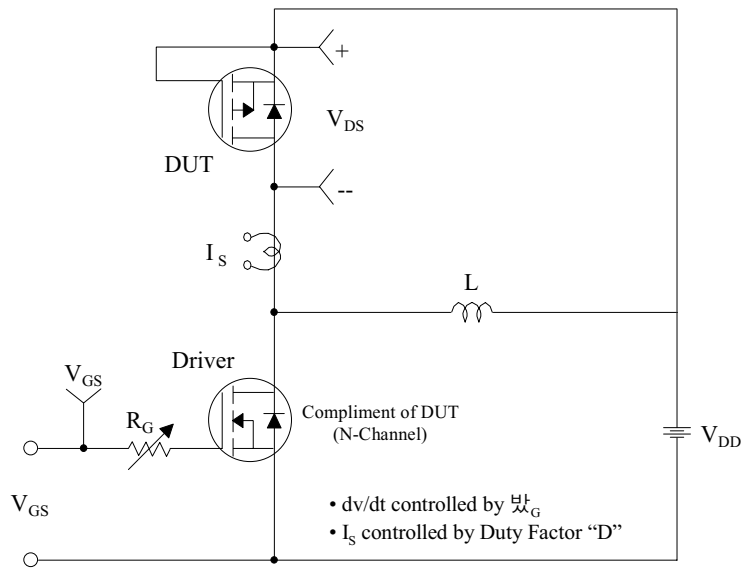 +
V_DS
DUT
--
I_S
L
Driver
V_GS
R_G
Compliment of DUT
(N-Channel)
V_DD
V_GS
• dv/dt controlled by 밨_G
• I_S controlled by Duty Factor “D”